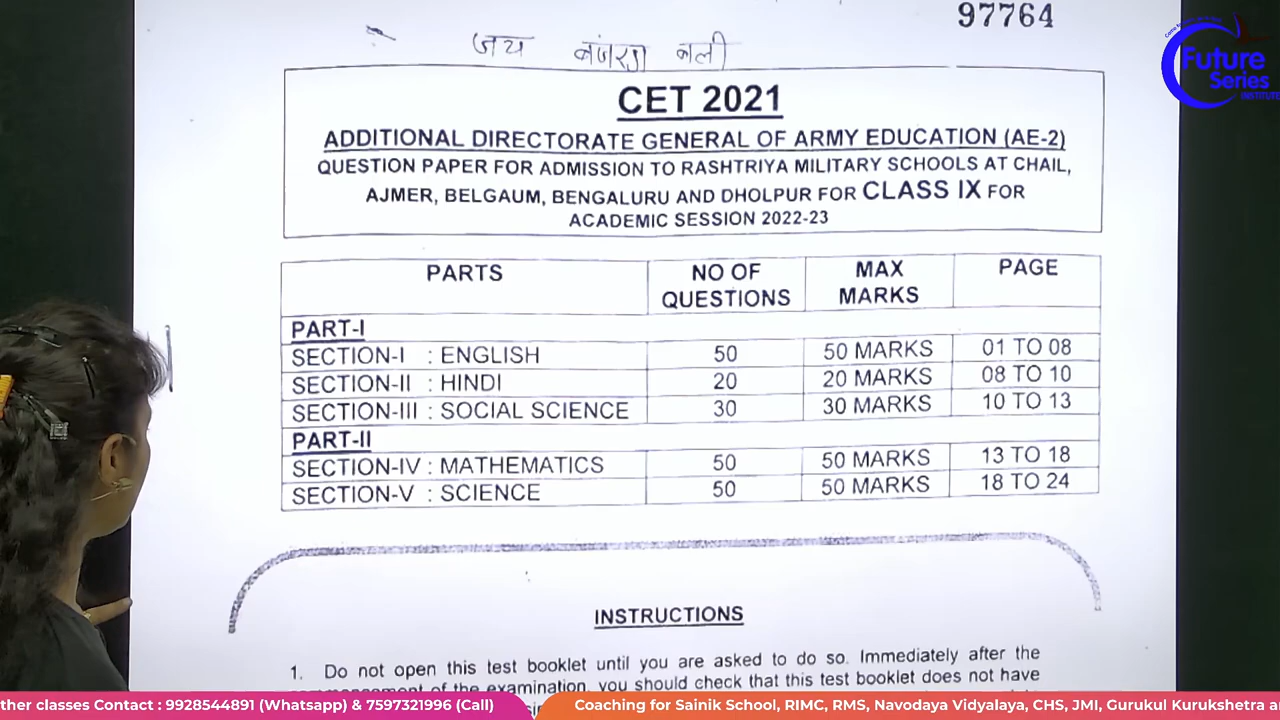 97764
जय बजरंग बली
CET 2021
ADDITIONAL DIRECTORATE GENERAL OF ARMY EDUCATION (AE-2)
QUESTION PAPER FOR ADMISSION TO RASHTRIYA MILITARY SCHOOLS AT CHAIL,
AJMER, BELGAUM, BENGALURU AND DHOLPUR FOR CLASS IX FOR
ACADEMIC SESSION 2022-23
PARTS NO OF QUESTIONS MAX MARKS PAGE
PART-I
SECTION-I : ENGLISH 50 50 MARKS 01 TO 08
SECTION-II : HINDI 20 20 MARKS 08 TO 10
SECTION-III : SOCIAL SCIENCE 30 30 MARKS 10 TO 13
PART-II
SECTION-IV : MATHEMATICS 50 50 MARKS 13 TO 18
SECTION-V : SCIENCE 50 50 MARKS 18 TO 24
INSTRUCTIONS
1. Do not open this test booklet until you are asked to do so. Immediately after the
of the examination, you should check that this test booklet does not have
Future
Series
INSTITUTE
ther classes Contact : 9928544891 (Whatsapp) & 7597321996 (Call)
Coaching for Sainik School, RIMC, RMS, Navodaya Vidyalaya, CHS, JMI, Gurukul Kurukshetra a